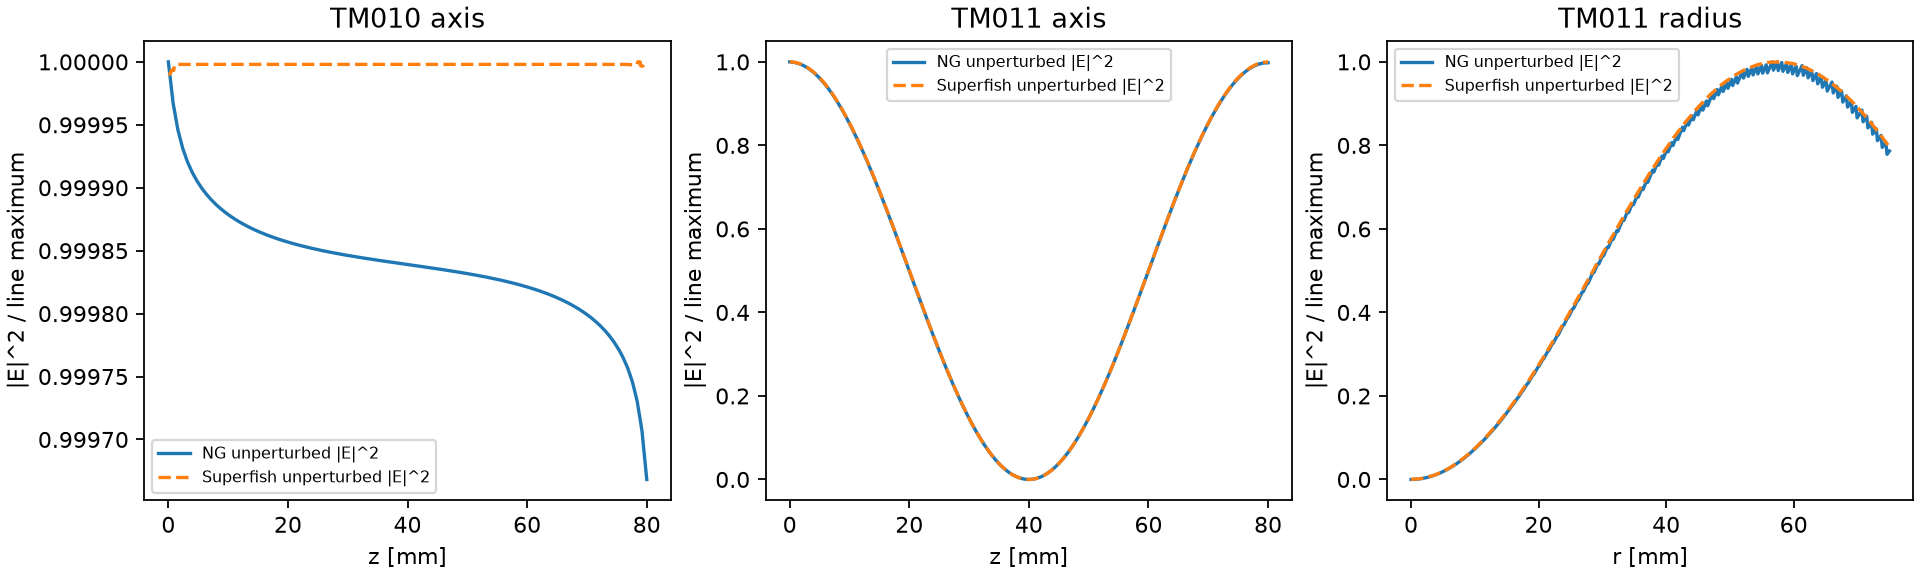 TM010 axis
|E|^2 / line maximum
1.00000
0.99995
0.99990
0.99985
0.99980
0.99975
0.99970
NG unperturbed |E|^2
Superfish unperturbed |E|^2
0 20 40 60 80
z [mm]
TM011 axis
|E|^2 / line maximum
1.0
0.8
0.6
0.4
0.2
0.0
NG unperturbed |E|^2
Superfish unperturbed |E|^2
0 20 40 60 80
z [mm]
TM011 radius
|E|^2 / line maximum
1.0
0.8
0.6
0.4
0.2
0.0
NG unperturbed |E|^2
Superfish unperturbed |E|^2
0 20 40 60
r [mm]